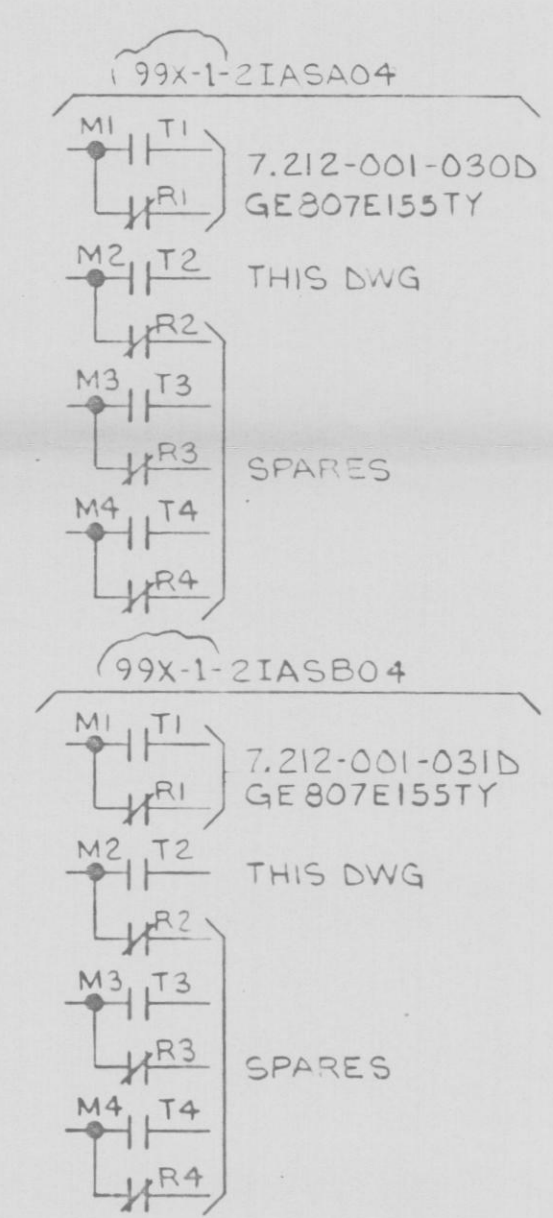 99X-1-2IASA04
M1 T1
7.212-001-030D
R1
GE807E155TY
M2 T2 THIS DWG
R2
M3 T3
R3 SPARES
M4 T4
R4
99X-1-2IASB04
M1 T1
7.212-001-031D
R1
GE807E155TY
M2 T2 THIS DWG
R2
M3 T3
R3 SPARES
M4 T4
R4